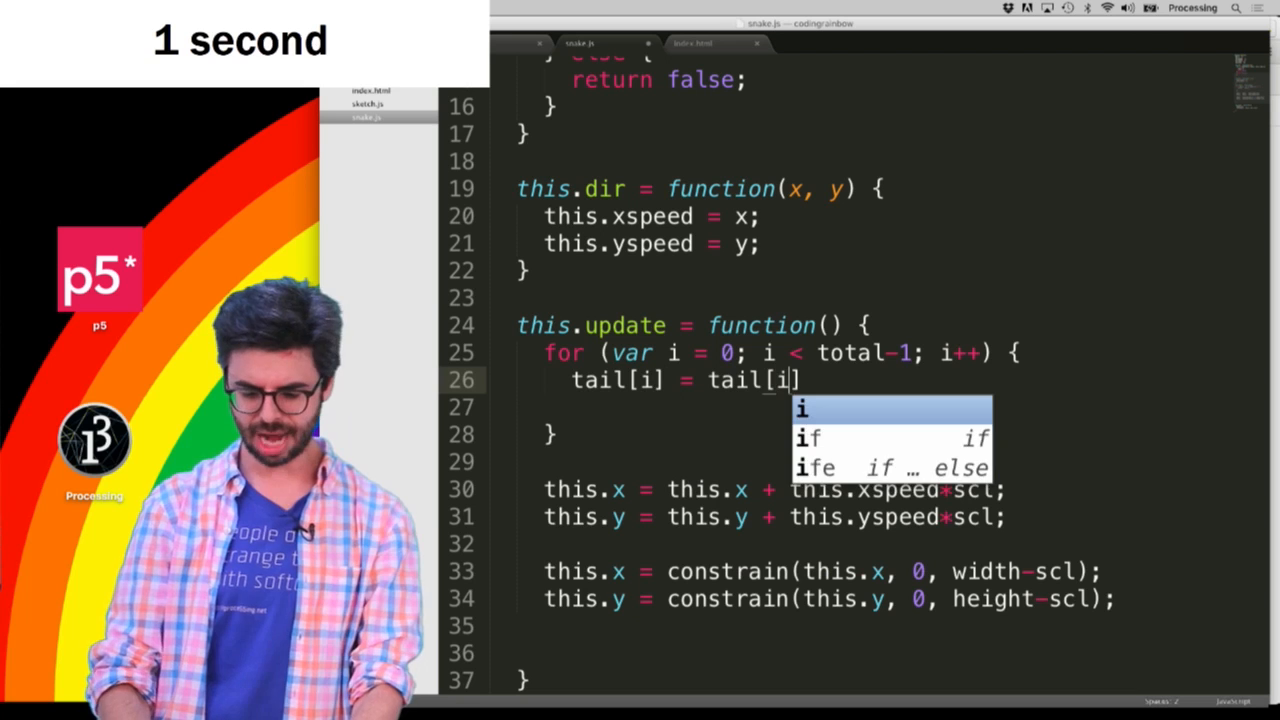 1 second
Processing
snake.js — codingrainbow
snake.js
index.html
index.html
sketch.js
snake.js
} else {
return false;
16 }
17 }
18
19 this.dir = function(x, y) {
20 this.xspeed = x;
21 this.yspeed = y;
22 }
23
24 this.update = function() {
25 for (var i = 0; i < total-1; i++) {
26 tail[i] = tail[i]
27
28 }
29
30 this.x = this.x + this.xspeed*scl;
31 this.y = this.y + this.yspeed*scl;
32
33 this.x = constrain(this.x, 0, width-scl);
34 this.y = constrain(this.y, 0, height-scl);
35
36
37 }
i
if if
ife if … else
p5*
p5
Processing
eople o
trange t
ith softw
Spaces: 2
JavaScript